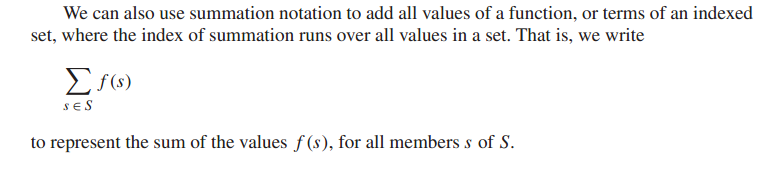 We can also use summation notation to add all values of a function, or terms of an indexed
set, where the index of summation runs over all values in a set. That is, we write
∑ f(s)
s ∈ S
to represent the sum of the values f(s), for all members s of S.